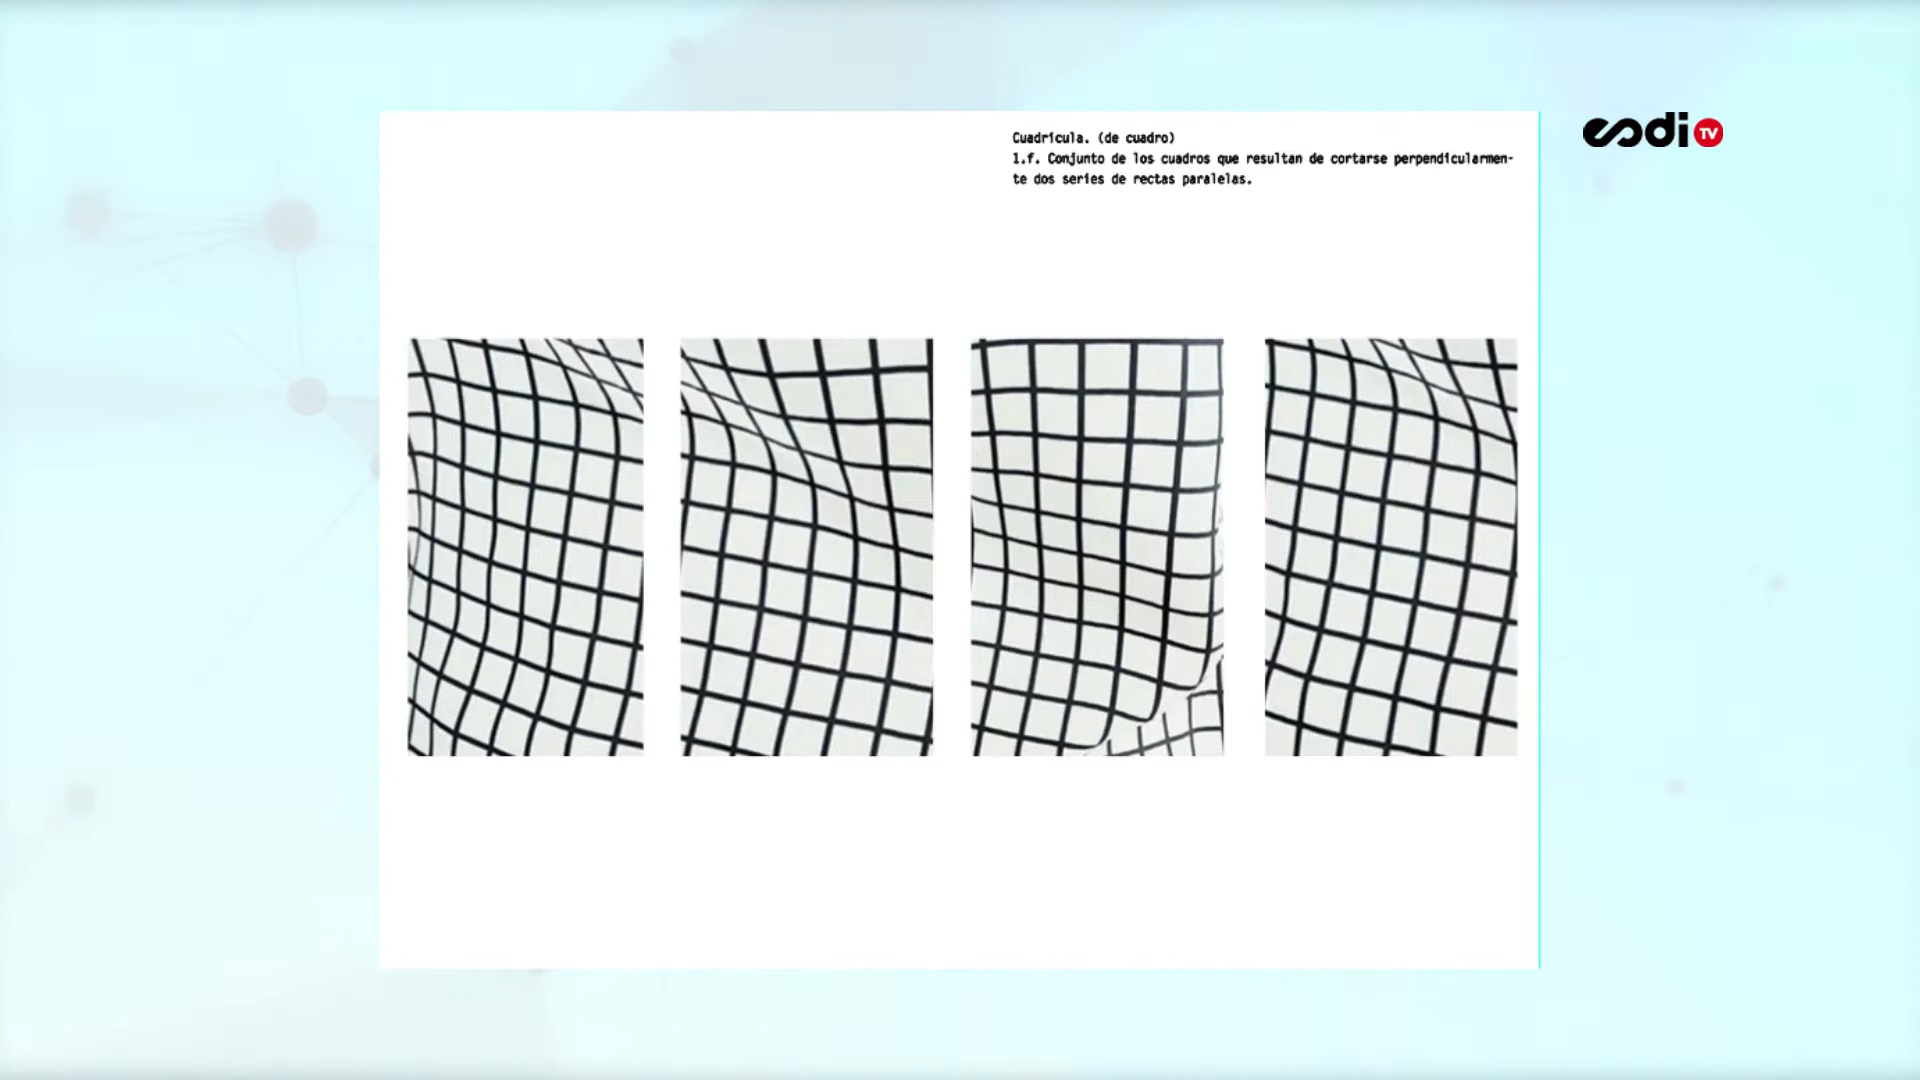 Cuadrícula. (de cuadro)
1.f. Conjunto de los cuadros que resultan de cortarse perpendicularmen-
te dos series de rectas paralelas.
esdi TV